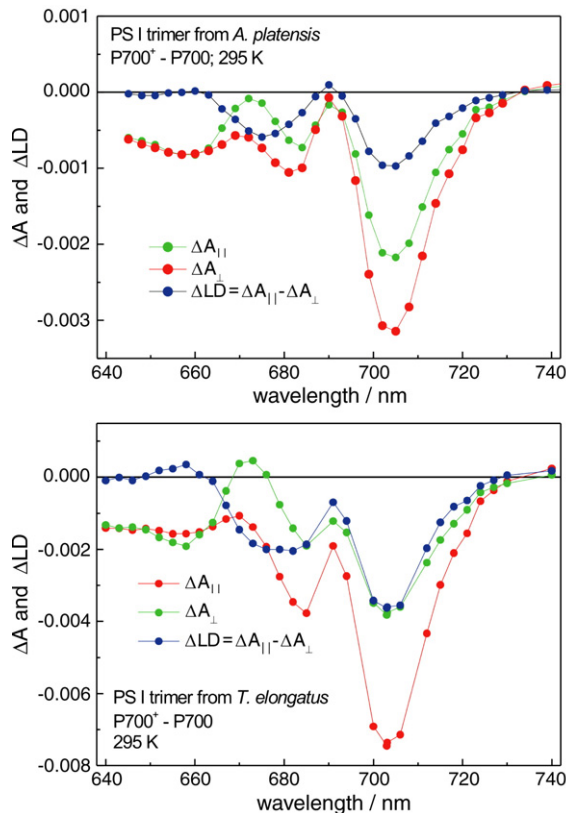 PS I trimer from A. platensis
P700⁺ - P700; 295 K
0.001
0.000
-0.001
-0.002
-0.003
ΔA and ΔLD
ΔA||
ΔA⊥
ΔLD=ΔA||-ΔA⊥
640 660 680 700 720 740
wavelength / nm
0.000
-0.002
-0.004
-0.006
-0.008
ΔA and ΔLD
ΔA||
ΔA⊥
ΔLD=ΔA||-ΔA⊥
PS I trimer from T. elongatus
P700⁺ - P700
295 K
640 660 680 700 720 740
wavelength / nm